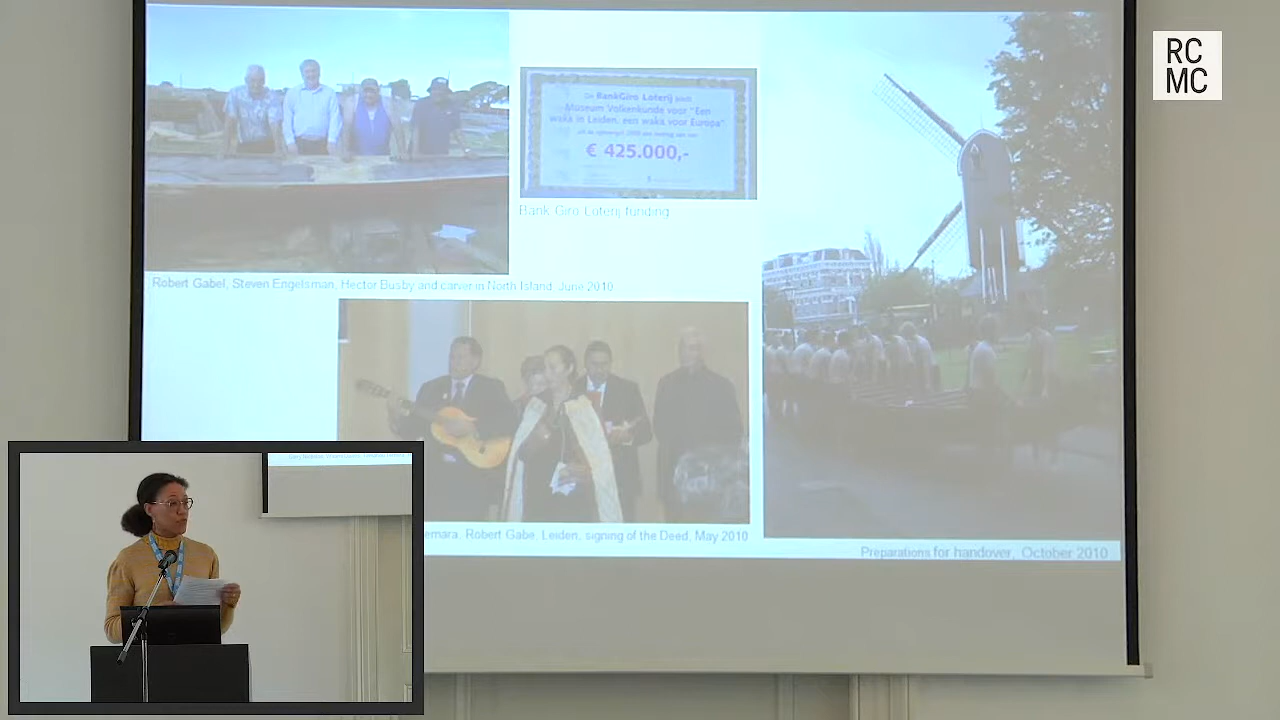 RC
MC
BankGiro Loterij
Museum Volkenkunde voor "Een
waka in Leiden, een waka voor Europa"
€ 425.000,-
Bank Giro Loterij funding
Robert Gabel, Steven Engelsman, Hector Busby and carver in North Island, June 2010
emara, Robert Gabe, Leiden, signing of the Deed, May 2010
Preparations for handover, October 2010